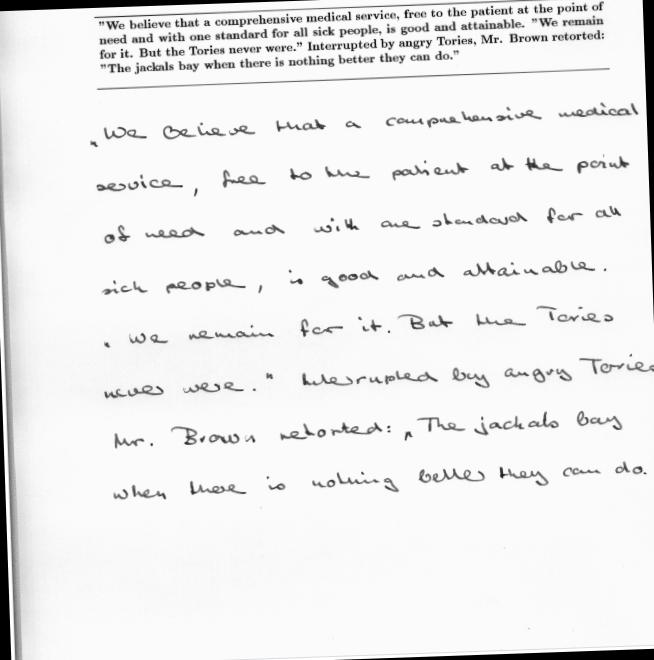 "We believe that a comprehensive medical service, free to the patient at the point of
need and with one standard for all sick people, is good and attainable. "We remain
for it. But the Tories never were." Interrupted by angry Tories, Mr. Brown retorted:
"The jackals bay when there is nothing better they can do."
„We believe that a comprehensive medical
service, free to the patient at the point
of need and with one standard for all
sick people, is good and attainable.
„We remain for it. But the Tories
never were." Interrupted by angry Tories
Mr. Brown retorted: „The jackals bay
when there is nothing better they can do.